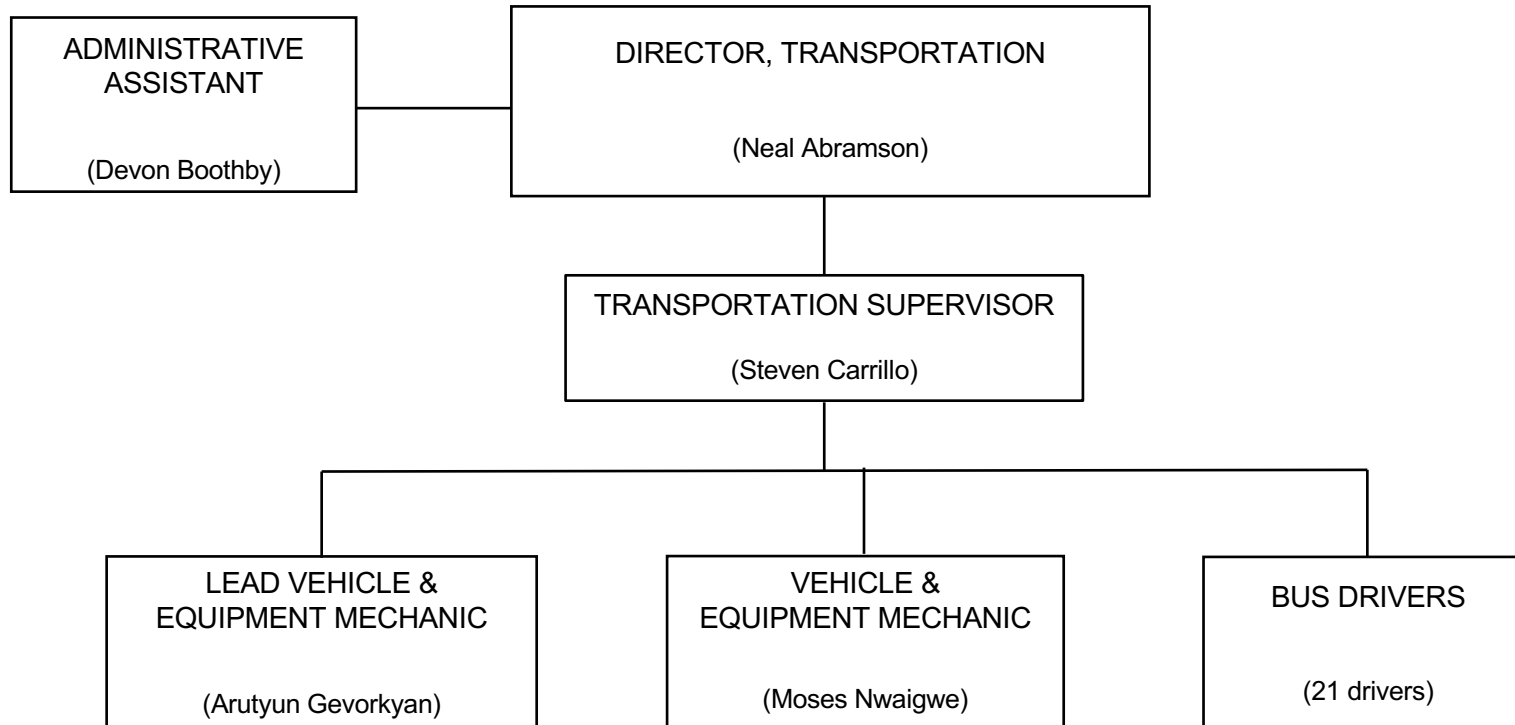 ADMINISTRATIVE
ASSISTANT
(Devon Boothby)
DIRECTOR, TRANSPORTATION
(Neal Abramson)
TRANSPORTATION SUPERVISOR
(Steven Carrillo)
LEAD VEHICLE &
EQUIPMENT MECHANIC
(Arutyun Gevorkyan)
VEHICLE &
EQUIPMENT MECHANIC
(Moses Nwaigwe)
BUS DRIVERS
(21 drivers)